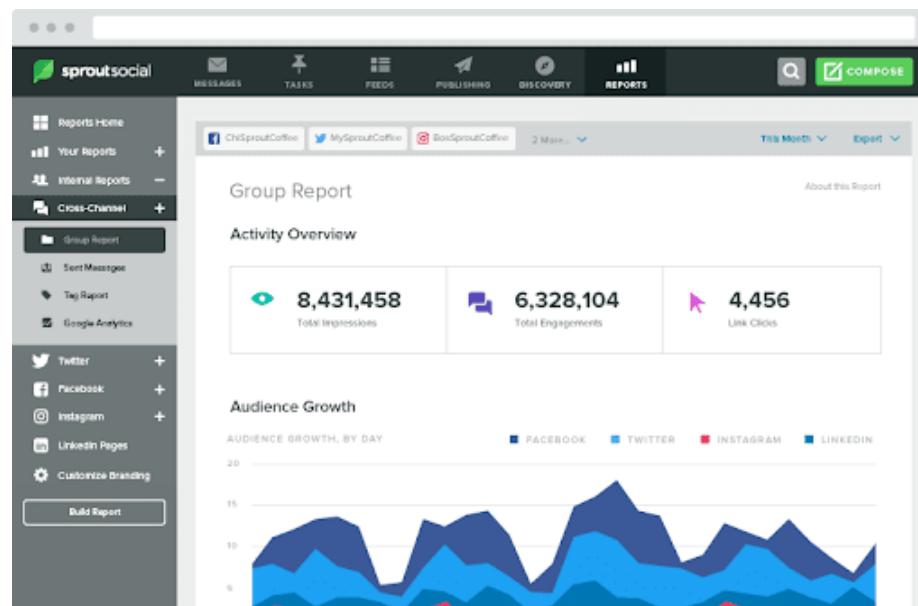 sproutsocial
MESSAGES
TASKS
FEEDS
PUBLISHING
DISCOVERY
REPORTS
COMPOSE
Reports Home
Your Reports
Internal Reports
Cross-Channel
Group Report
Sent Messages
Tag Report
Google Analytics
Twitter
Facebook
Instagram
LinkedIn Pages
Customize Branding
Build Report
ChiSproutCoffee
MySproutCoffee
BosSproutCoffee
2 More...
This Month
Export
Group Report
About this Report
Activity Overview
8,431,458
Total Impressions
6,328,104
Total Engagements
4,456
Link Clicks
Audience Growth
AUDIENCE GROWTH, BY DAY
FACEBOOK
TWITTER
INSTAGRAM
LINKEDIN
20
15
10
5